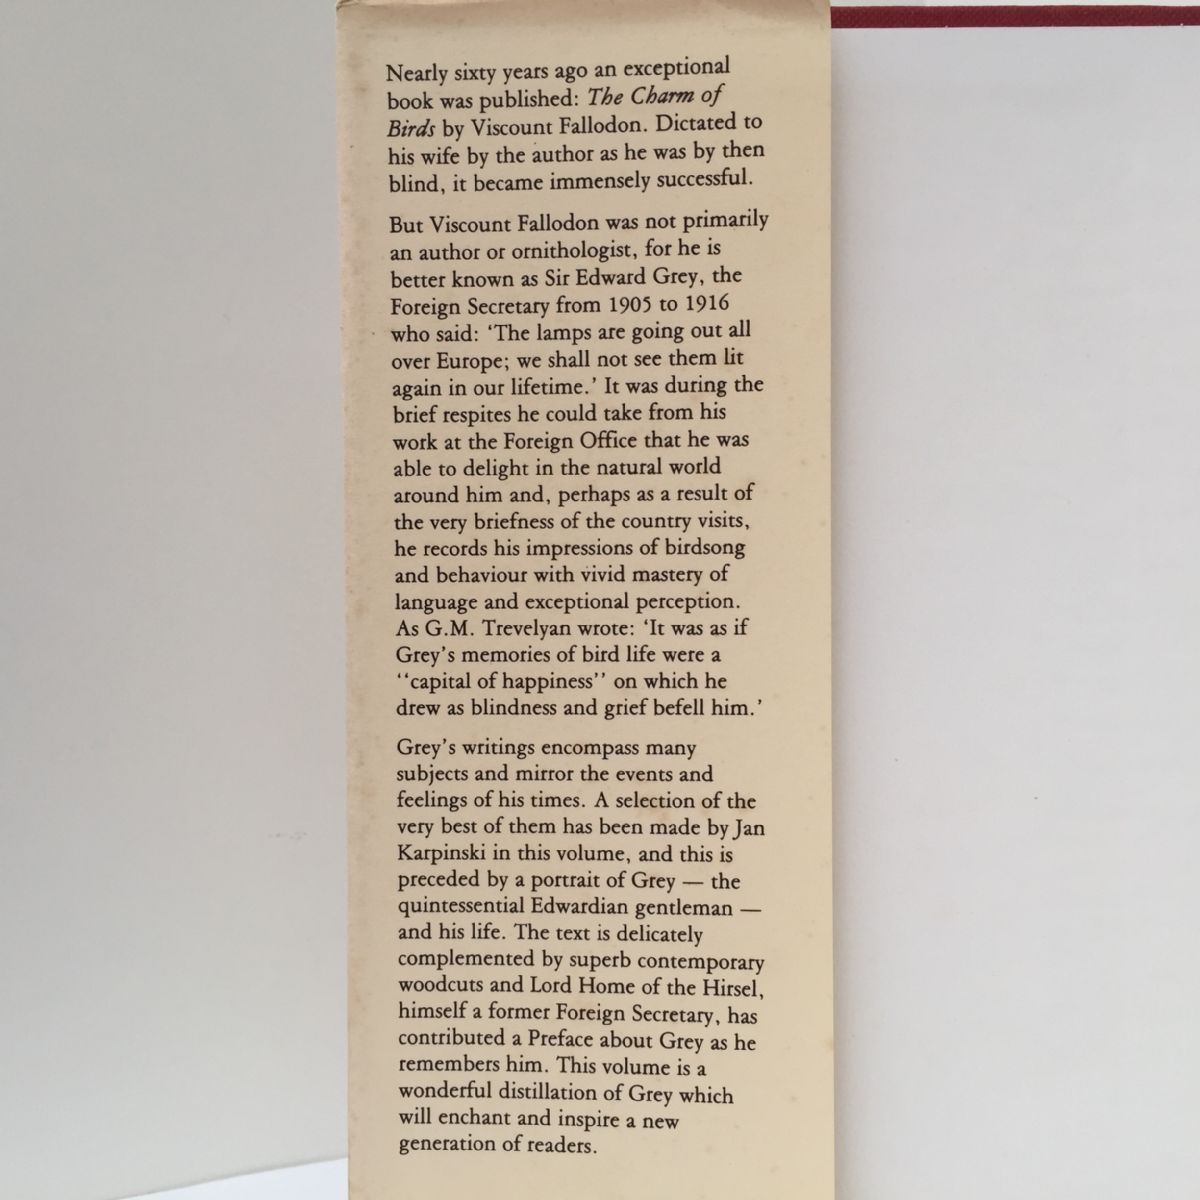 Nearly sixty years ago an exceptional
book was published: The Charm of
Birds by Viscount Fallodon. Dictated to
his wife by the author as he was by then
blind, it became immensely successful.
But Viscount Fallodon was not primarily
an author or ornithologist, for he is
better known as Sir Edward Grey, the
Foreign Secretary from 1905 to 1916
who said: ‘The lamps are going out all
over Europe; we shall not see them lit
again in our lifetime.’ It was during the
brief respites he could take from his
work at the Foreign Office that he was
able to delight in the natural world
around him and, perhaps as a result of
the very briefness of the country visits,
he records his impressions of birdsong
and behaviour with vivid mastery of
language and exceptional perception.
As G.M. Trevelyan wrote: ‘It was as if
Grey’s memories of bird life were a
‘‘capital of happiness’’ on which he
drew as blindness and grief befell him.’
Grey’s writings encompass many
subjects and mirror the events and
feelings of his times. A selection of the
very best of them has been made by Jan
Karpinski in this volume, and this is
preceded by a portrait of Grey — the
quintessential Edwardian gentleman —
and his life. The text is delicately
complemented by superb contemporary
woodcuts and Lord Home of the Hirsel,
himself a former Foreign Secretary, has
contributed a Preface about Grey as he
remembers him. This volume is a
wonderful distillation of Grey which
will enchant and inspire a new
generation of readers.